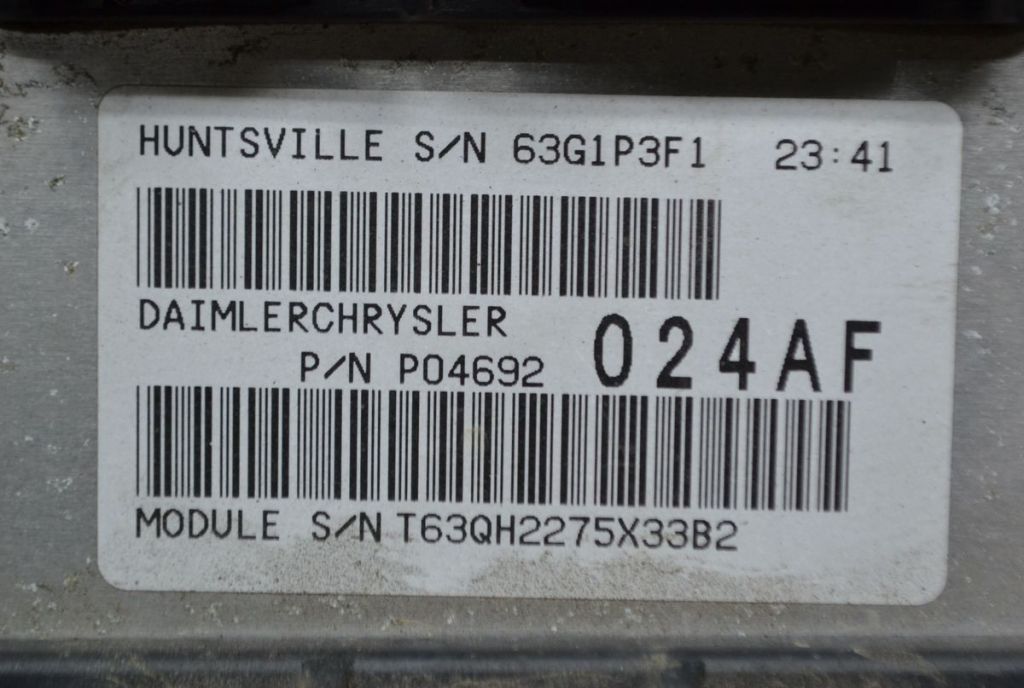 HUNTSVILLE S/N 63G1P3F1 23:41
DAIMLERCHRYSLER
P/N P04692 024AF
MODULE S/N T63QH2275X33B2